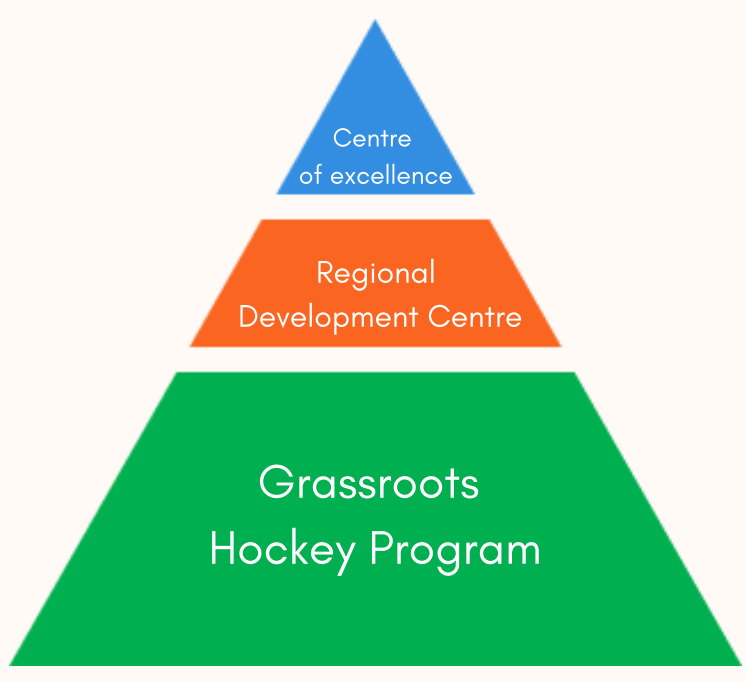 Centre
of excellence
Regional
Development Centre
Grassroots
Hockey Program